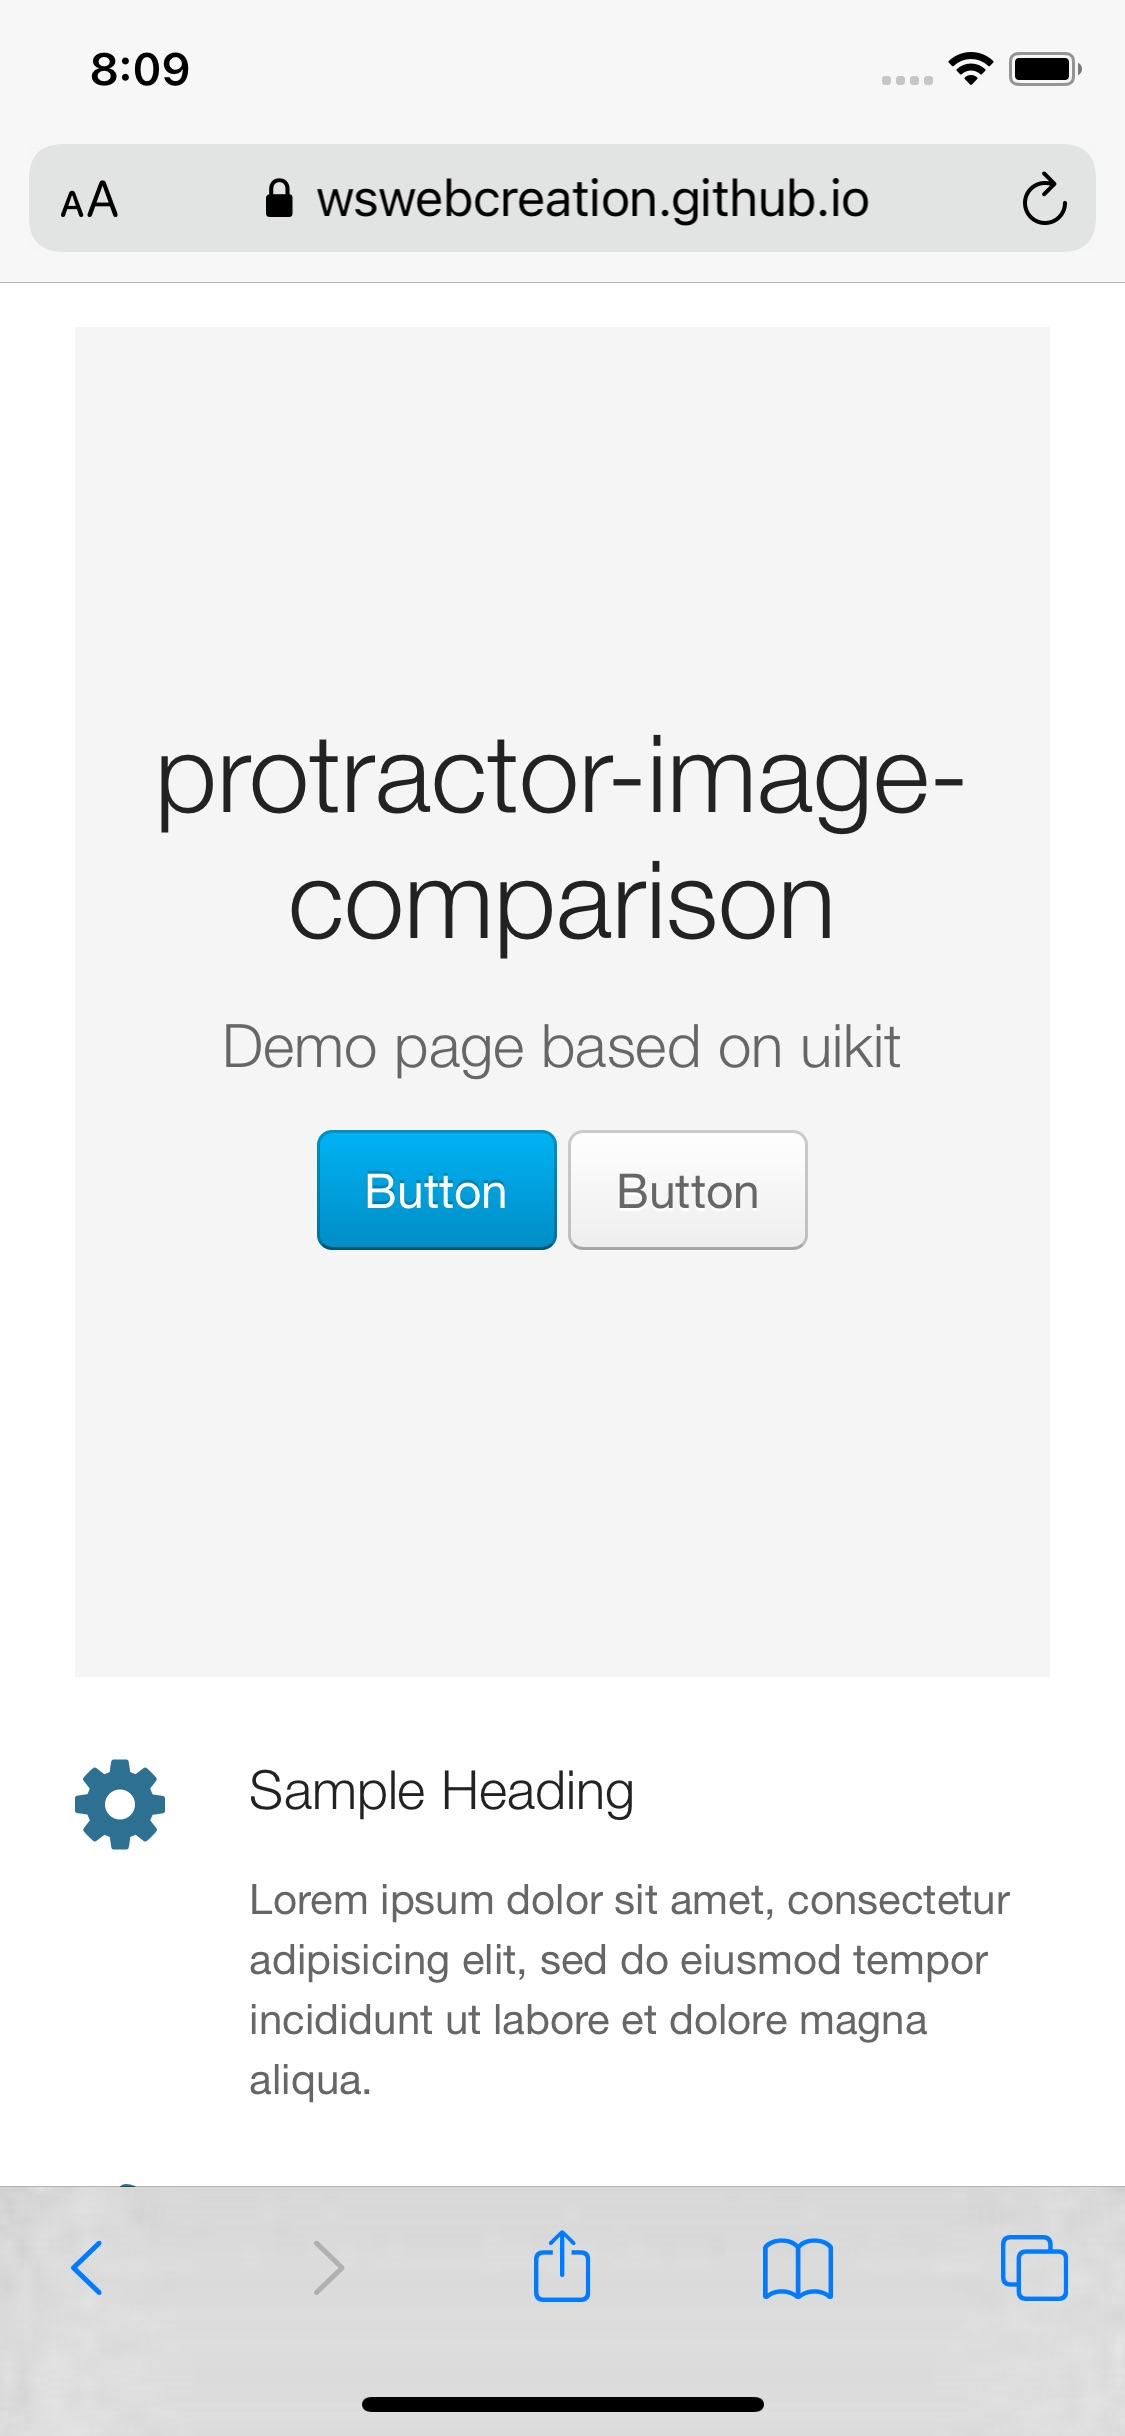 8:09
AA wswebcreation.github.io
protractor-image-
comparison
Demo page based on uikit
Button Button
Sample Heading
Lorem ipsum dolor sit amet, consectetur
adipisicing elit, sed do eiusmod tempor
incididunt ut labore et dolore magna
aliqua.